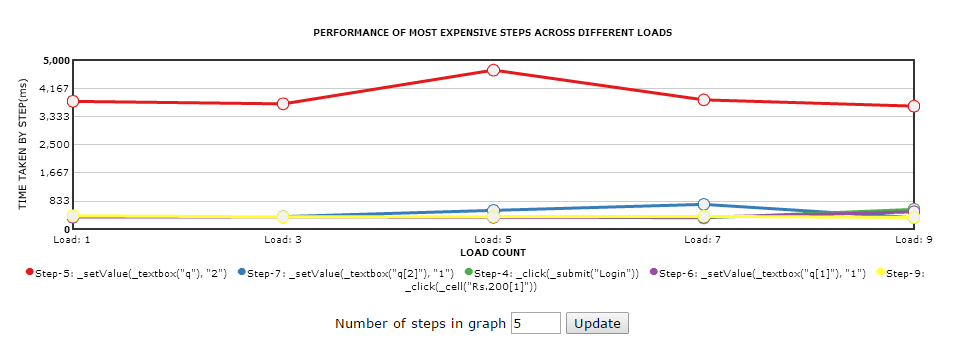 PERFORMANCE OF MOST EXPENSIVE STEPS ACROSS DIFFERENT LOADS
TIME TAKEN BY STEP(ms)
5,000
4,167
3,333
2,500
1,667
833
0
Load: 1 Load: 3 Load: 5 Load: 7 Load: 9
LOAD COUNT
Step-5: _setValue(_textbox("q"), "2") Step-7: _setValue(_textbox("q[2]"), "1") Step-4: _click(_submit("Login")) Step-6: _setValue(_textbox("q[1]"), "1") Step-9:
_click(_cell("Rs.200[1]"))
Number of steps in graph 5 Update